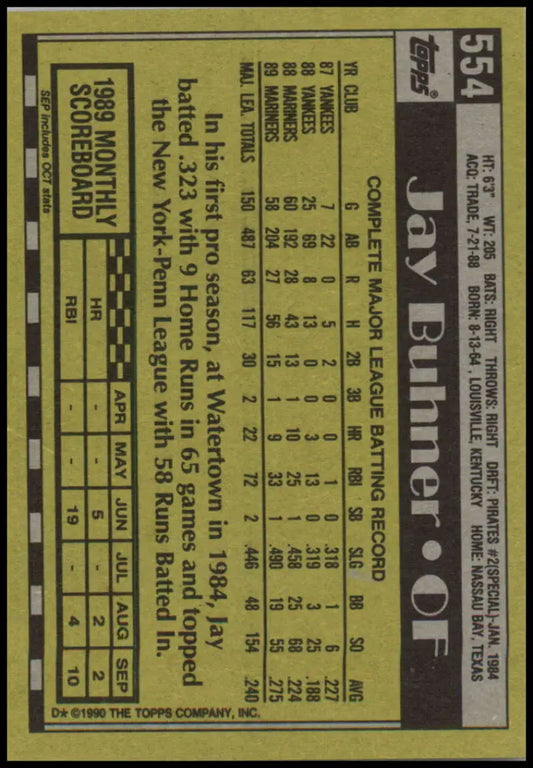 554
HT: 6'3" WT: 205 BATS: RIGHT THROWS: RIGHT DRFT: PIRATES #2(SPECIAL)-JAN. 1984
ACQ: TRADE, 7-21-88 BORN: 8-13-64, LOUISVILLE, KENTUCKY HOME: NASSAU BAY, TEXAS
topps®
Jay Buhner • OF
COMPLETE MAJOR LEAGUE BATTING RECORD
YR CLUB G AB R H 2B 3B HR RBI SB SLG BB SO AVG
87 YANKEES 7 22 0 5 2 0 0 1 0 .318 1 6 .227
88 YANKEES 25 69 8 13 0 0 3 13 0 .319 3 25 .188
88 MARINERS 60 192 28 43 13 1 10 25 1 .458 25 68 .224
89 MARINERS 58 204 27 56 15 1 9 33 1 .490 19 55 .275
MAJ. LEA. TOTALS 150 487 63 117 30 2 22 72 2 .446 48 154 .240
In his first pro season, at Watertown in 1984, Jay
batted .323 with 9 Home Runs in 65 games and topped
the New York-Penn League with 58 Runs Batted In.
1989 MONTHLY
SCOREBOARD
APR MAY JUN JUL AUG SEP
HR - - 5 2 2
RBI - - 19 4 10
SEP includes OCT stats
D* ©1990 THE TOPPS COMPANY, INC.